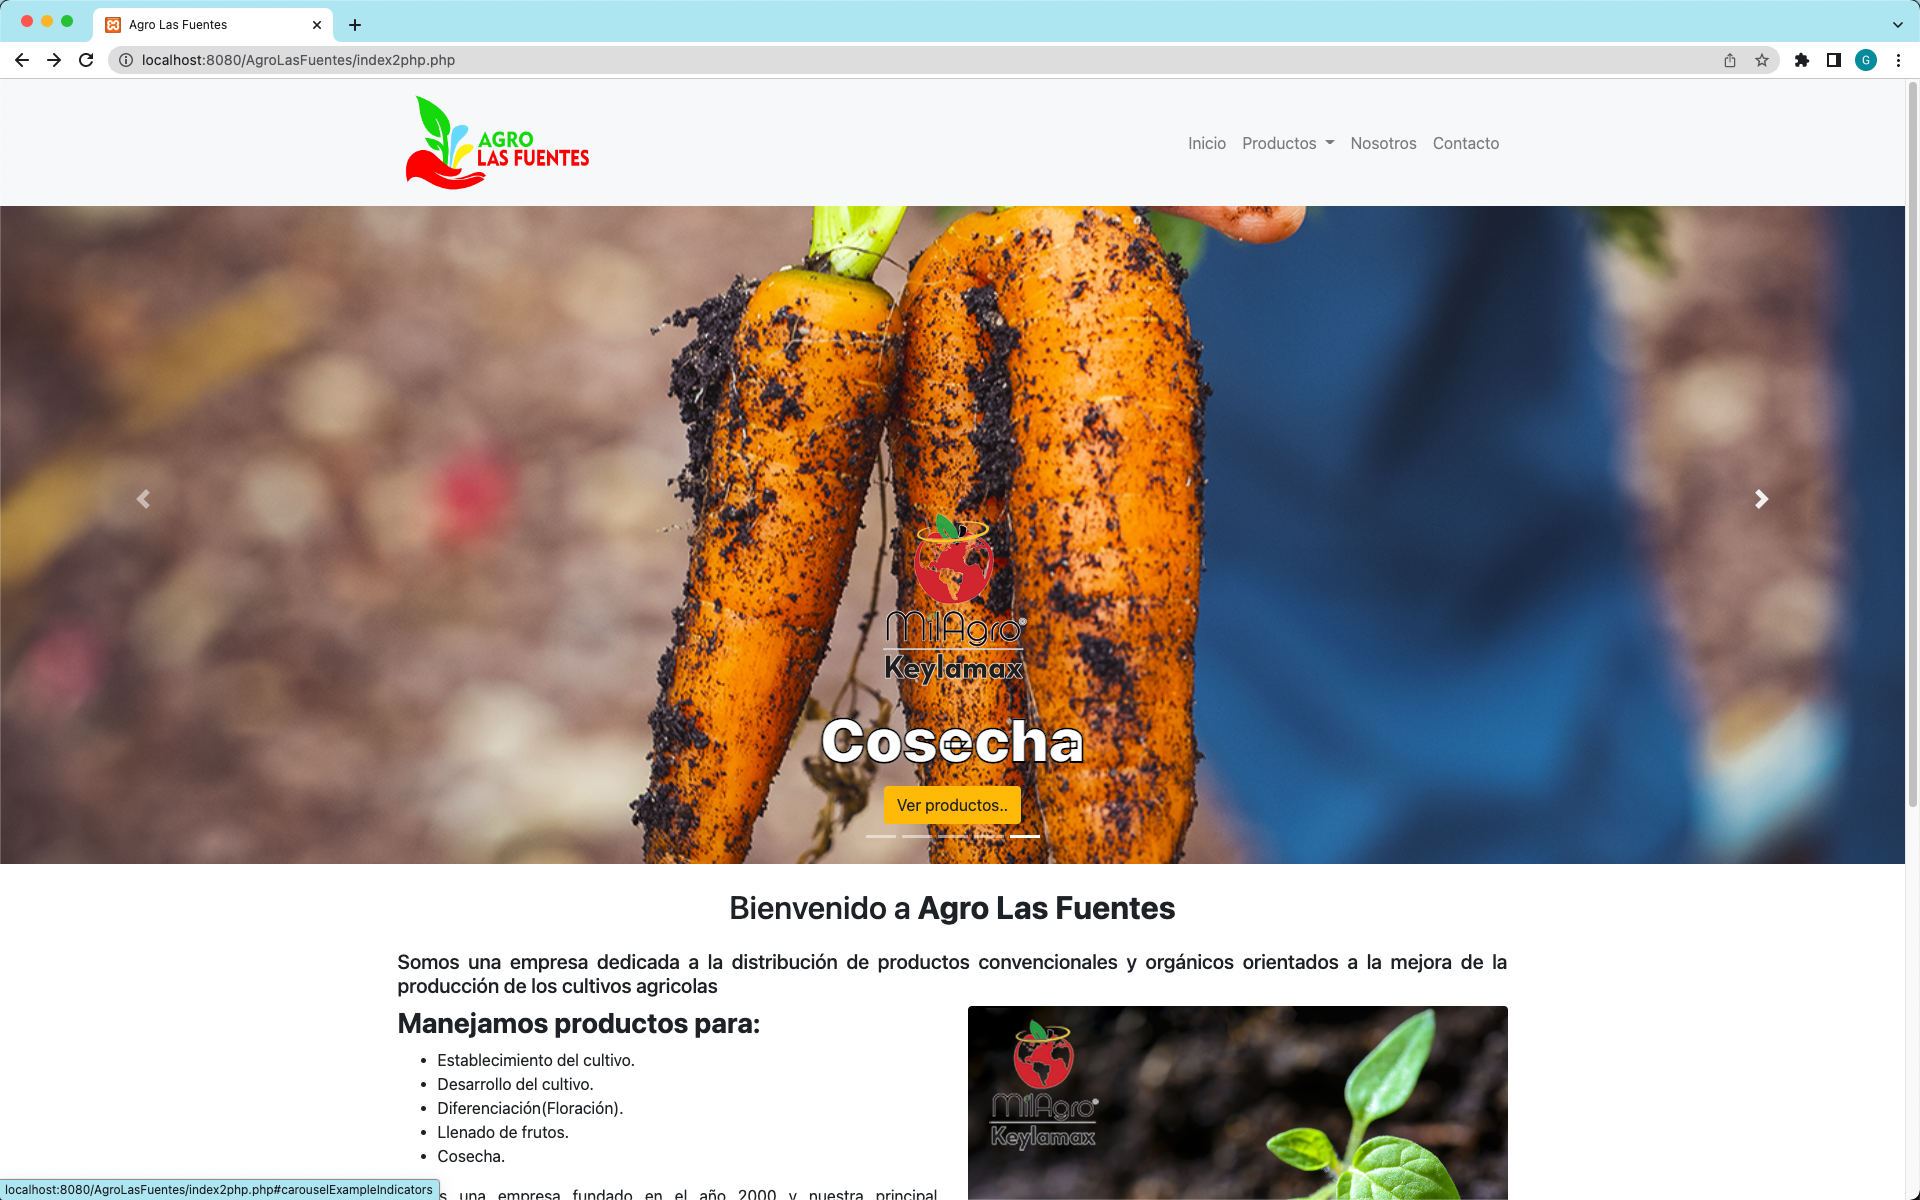 Agro Las Fuentes
localhost:8080/AgroLasFuentes/index2php.php
G
AGRO
LAS FUENTES
Inicio Productos Nosotros Contacto
MilAgro®
Keylamax
Cosecha
Ver productos..
Bienvenido a Agro Las Fuentes
Somos una empresa dedicada a la distribución de productos convencionales y orgánicos orientados a la mejora de la
producción de los cultivos agricolas
Manejamos productos para:
• Establecimiento del cultivo.
• Desarrollo del cultivo.
• Diferenciación(Floración).
• Llenado de frutos.
• Cosecha.
MilAgro
Keylamax
una empresa fundado en el año 2000 y nuestra principal
localhost:8080/AgroLasFuentes/index2php.php#carouselExampleIndicators